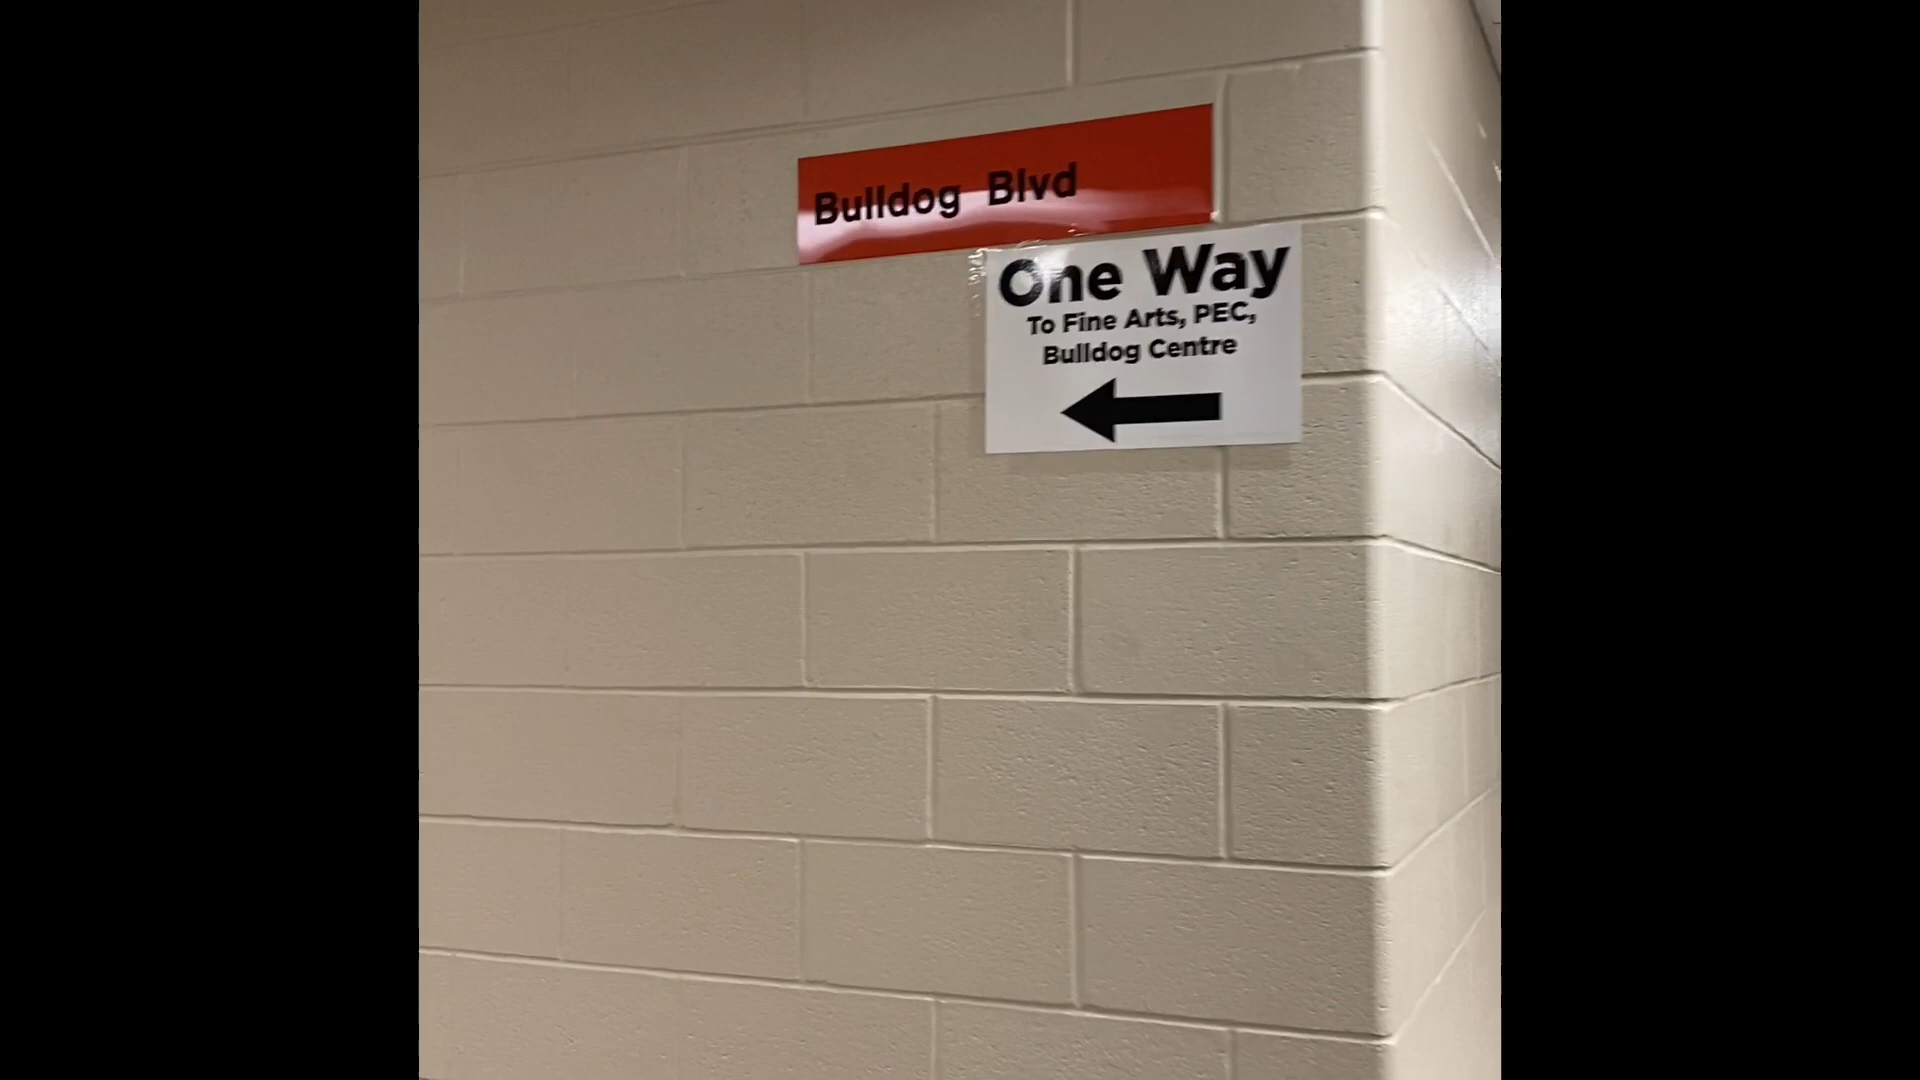 Bulldog Blvd
One Way
To Fine Arts, PEC,
Bulldog Centre